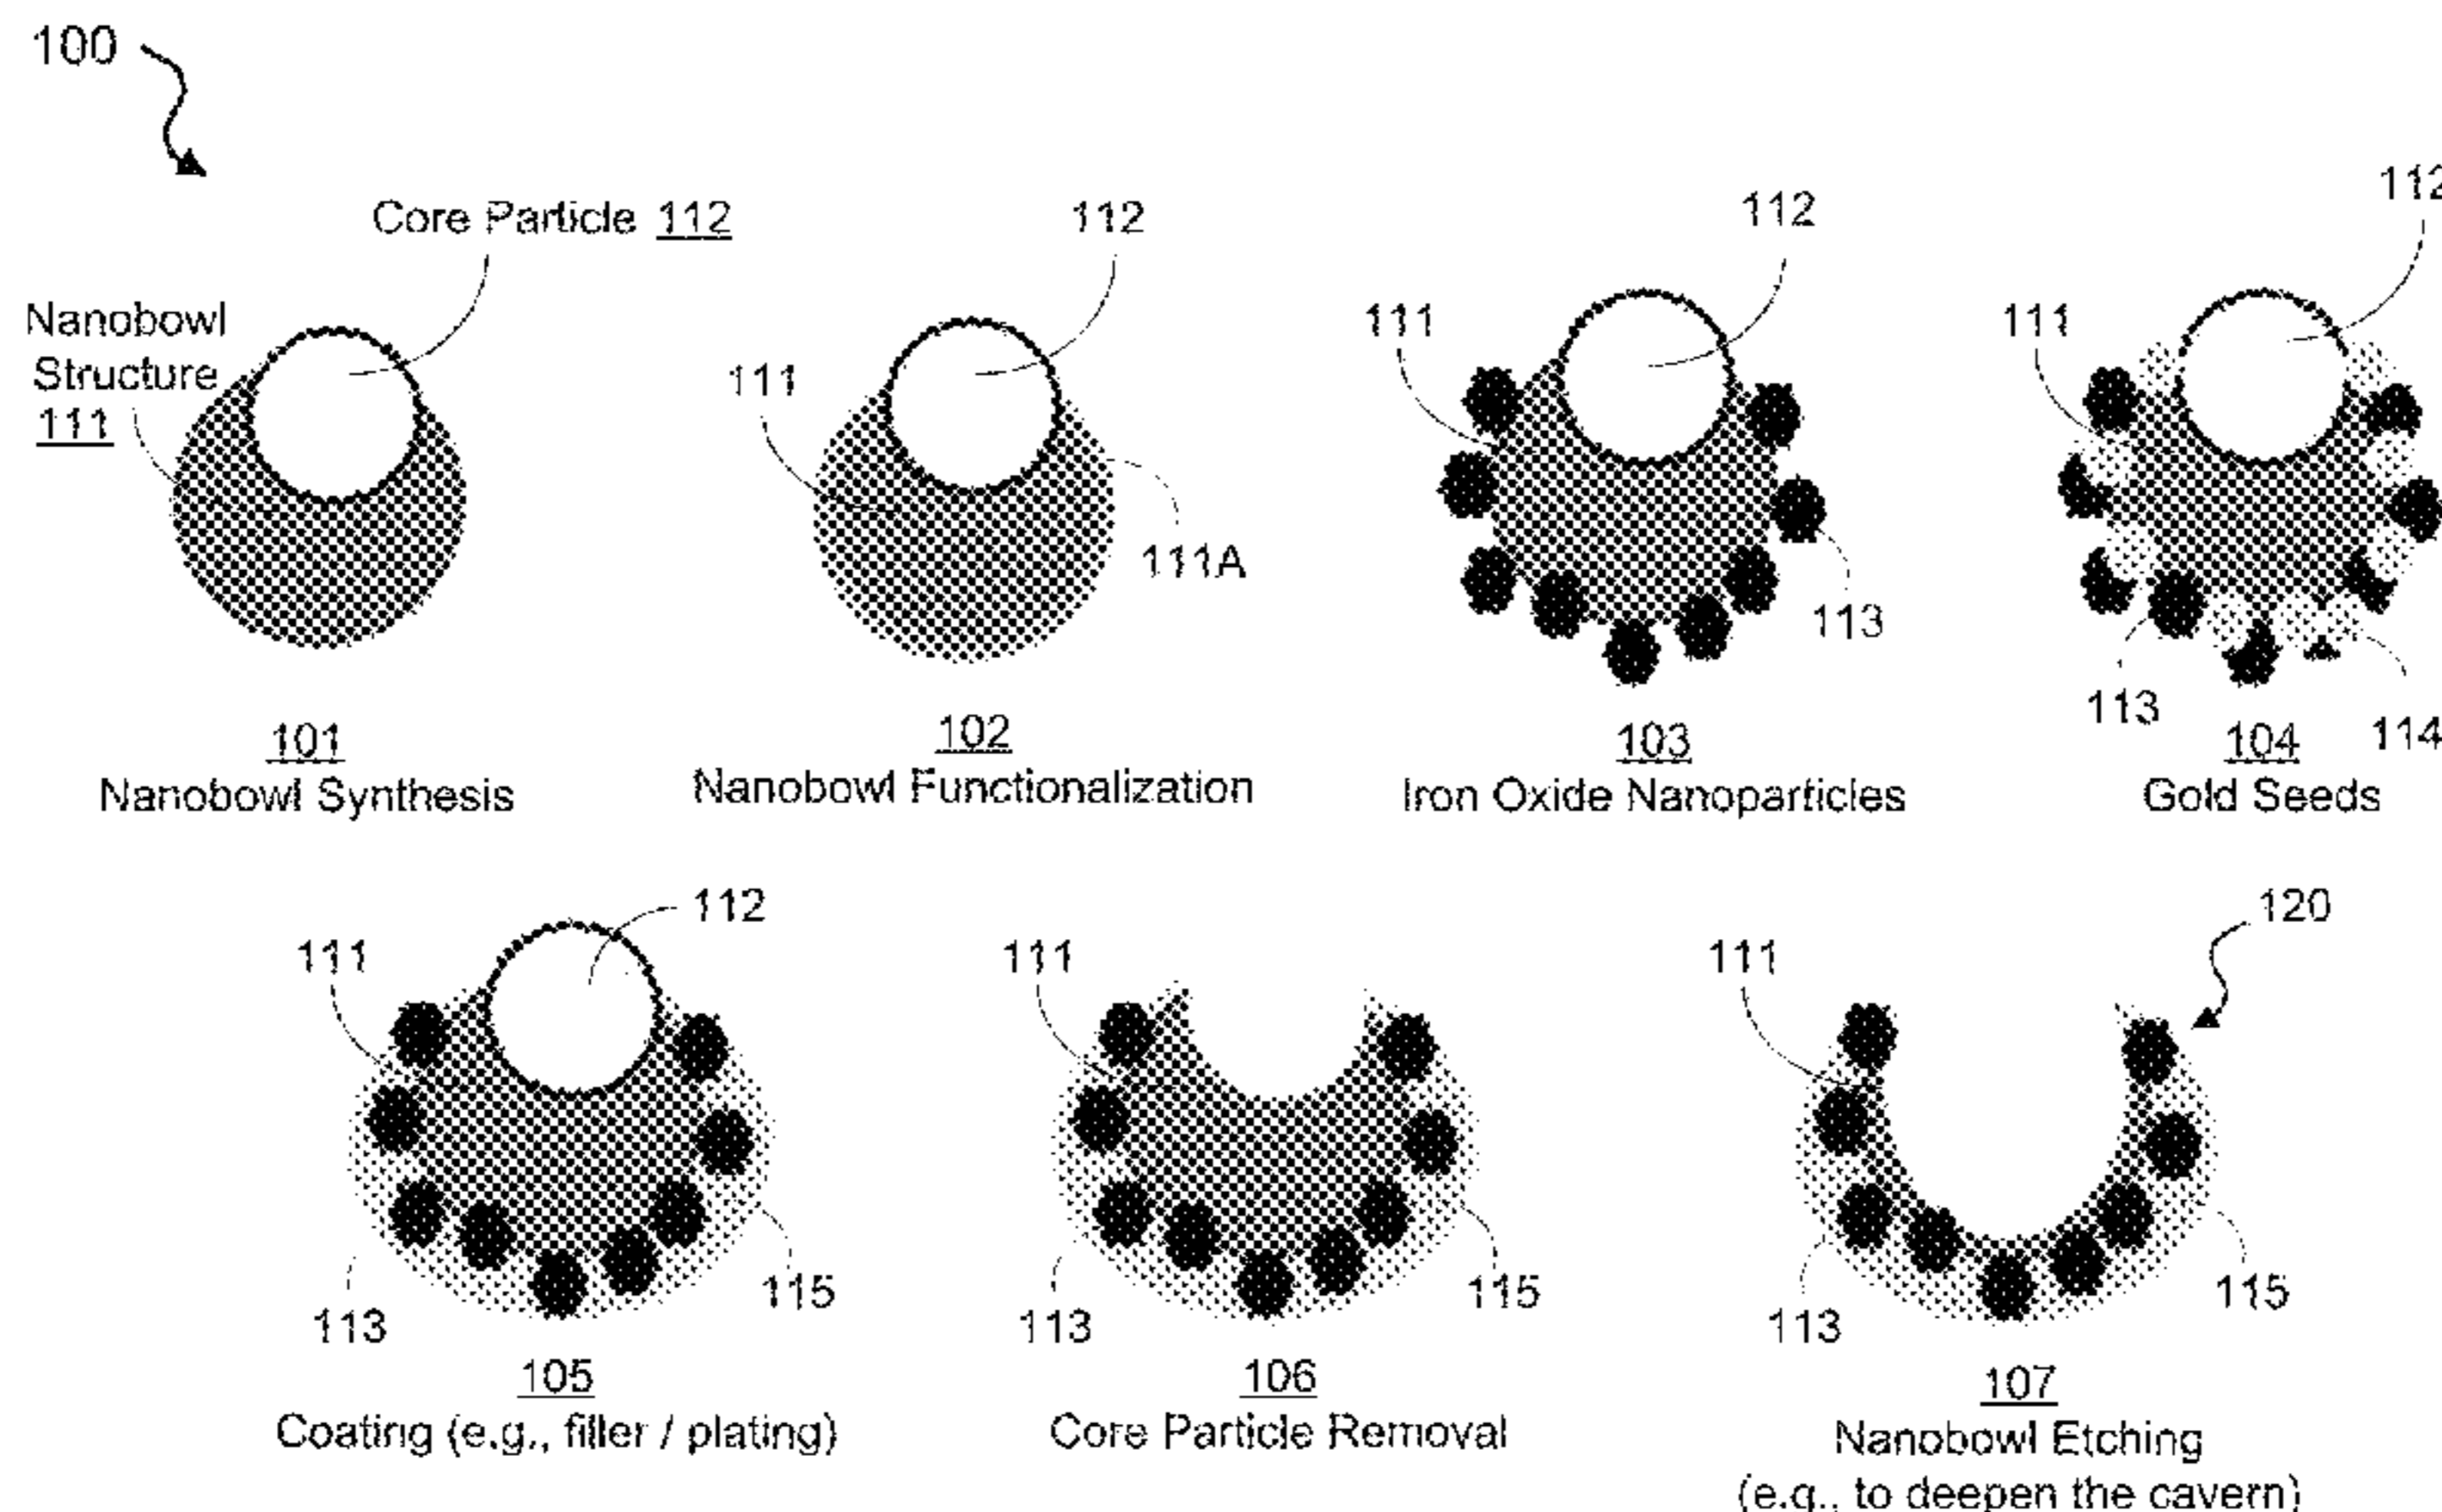 100
Core Particle 112
112
112
112
Nanobowl
Structure
111
111
111
111
111A
113
113
114
101
Nanobowl Synthesis
102
Nanobowl Functionalization
103
Iron Oxide Nanoparticles
104
Gold Seeds
112
111
111
111
120
113
115
113
115
113
115
105
Coating (e.g., filler / plating)
106
Core Particle Removal
107
Nanobowl Etching
(e.g., to deepen the cavern)